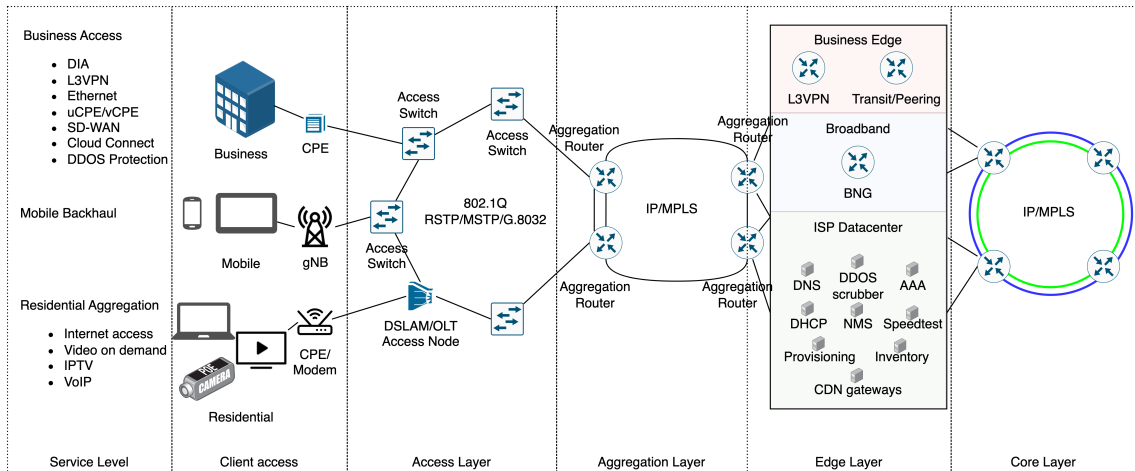 Business Access
DIA
L3VPN
Ethernet
uCPE/vCPE
SD-WAN
Cloud Connect
DDOS Protection
Mobile Backhaul
Residential Aggregation
Internet access
Video on demand
IPTV
VoIP
Service Level
Business
CPE
Mobile
gNB
CPE/
Modem
POE
CAMERA
Residential
Client access
Access
Switch
Access
Switch
Access
Switch
802.1Q
RSTP/MSTP/G.8032
DSLAM/OLT
Access Node
Access Layer
Aggregation
Router
Aggregation
Router
IP/MPLS
Aggregation
Router
Aggregation
Router
Aggregation Layer
Business Edge
L3VPN
Transit/Peering
Broadband
BNG
ISP Datacenter
DNS
DDOS
scrubber
AAA
DHCP
NMS
Speedtest
Provisioning
Inventory
CDN gateways
Edge Layer
IP/MPLS
Core Layer